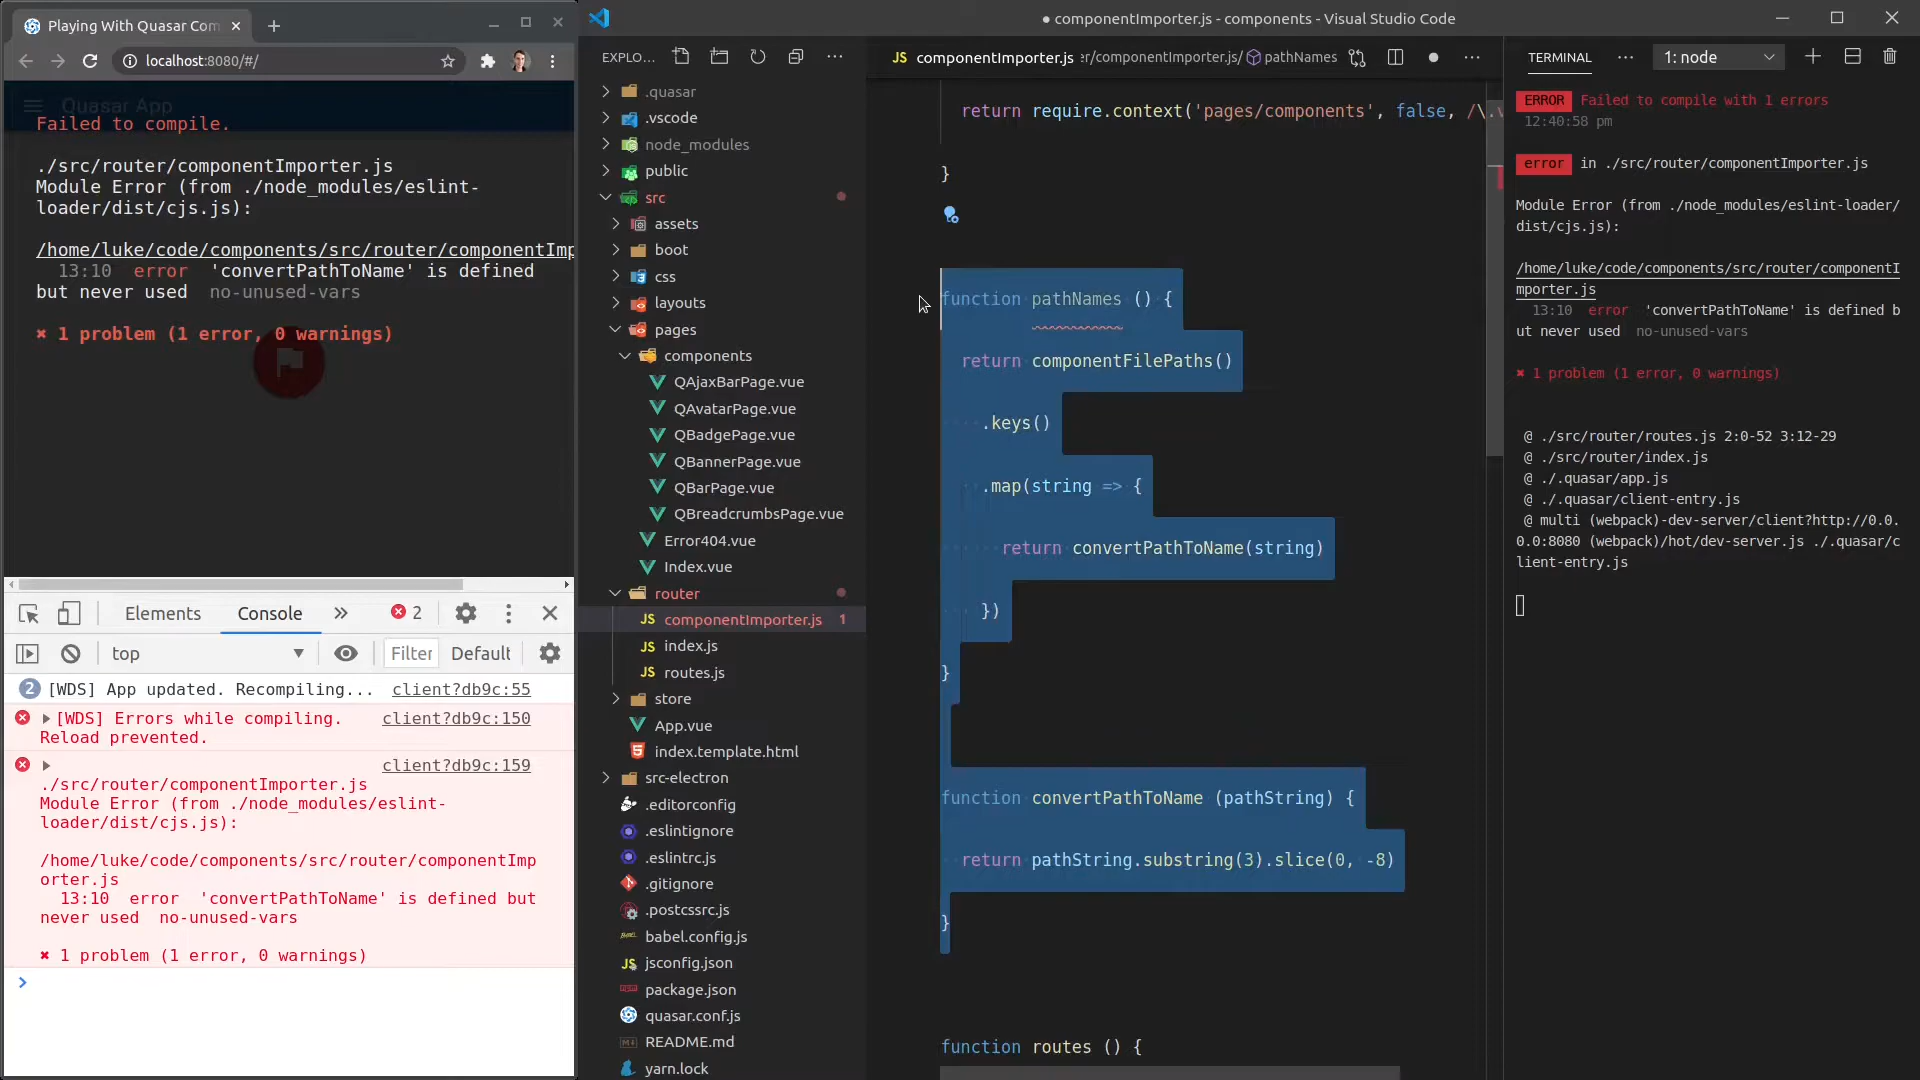 Playing With Quasar Com
localhost:8080/#/
Quasar App
Failed to compile.
./src/router/componentImporter.js
Module Error (from ./node_modules/eslint-
loader/dist/cjs.js):
/home/luke/code/components/src/router/componentImp
13:10 error 'convertPathToName' is defined
but never used no-unused-vars
✖ 1 problem (1 error, 0 warnings)
Elements Console » 2
top Filter Default
2 [WDS] App updated. Recompiling... client?db9c:55
[WDS] Errors while compiling. client?db9c:150
Reload prevented.
client?db9c:159
./src/router/componentImporter.js
Module Error (from ./node_modules/eslint-
loader/dist/cjs.js):
/home/luke/code/components/src/router/componentImp
orter.js
13:10 error 'convertPathToName' is defined but
never used no-unused-vars
✖ 1 problem (1 error, 0 warnings)
● componentImporter.js - components - Visual Studio Code
EXPLO...
.quasar
.vscode
node_modules
public
src
assets
boot
css
layouts
pages
components
QAjaxBarPage.vue
QAvatarPage.vue
QBadgePage.vue
QBannerPage.vue
QBarPage.vue
QBreadcrumbsPage.vue
Error404.vue
Index.vue
router
JS componentImporter.js 1
JS index.js
JS routes.js
store
App.vue
index.template.html
src-electron
.editorconfig
.eslintignore
.eslintrc.js
.gitignore
.postcssrc.js
babel.config.js
JS jsconfig.json
package.json
quasar.conf.js
README.md
yarn.lock
JS componentImporter.js er/componentImporter.js/ pathNames
return require.context('pages/components', false, /\.v
}
function pathNames () {
return componentFilePaths()
.keys()
.map(string => {
return convertPathToName(string)
})
}
function convertPathToName (pathString) {
return pathString.substring(3).slice(0, -8)
}
function routes () {
TERMINAL ... 1: node
ERROR Failed to compile with 1 errors
12:40:58 pm
error in ./src/router/componentImporter.js
Module Error (from ./node_modules/eslint-loader/
dist/cjs.js):
/home/luke/code/components/src/router/componentI
mporter.js
13:10 error 'convertPathToName' is defined b
ut never used no-unused-vars
✖ 1 problem (1 error, 0 warnings)
@ ./src/router/routes.js 2:0-52 3:12-29
@ ./src/router/index.js
@ ./.quasar/app.js
@ ./.quasar/client-entry.js
@ multi (webpack)-dev-server/client?http://0.0.
0.0:8080 (webpack)/hot/dev-server.js ./.quasar/c
lient-entry.js